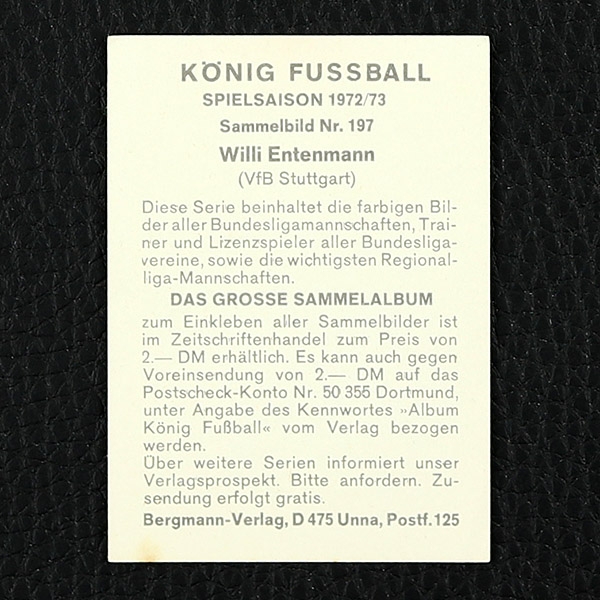 KÖNIG FUSSBALL
SPIELSAISON 1972/73
Sammelbild Nr. 197
Willi Entenmann
(VfB Stuttgart)
Diese Serie beinhaltet die farbigen Bil-
der aller Bundesligamannschaften, Trai-
ner und Lizenzspieler aller Bundesliga-
vereine, sowie die wichtigsten Regional-
liga-Mannschaften.
DAS GROSSE SAMMELALBUM
zum Einkleben aller Sammelbilder ist
im Zeitschriftenhandel zum Preis von
2.— DM erhältlich. Es kann auch gegen
Voreinsendung von 2.— DM auf das
Postscheck-Konto Nr. 50 355 Dortmund,
unter Angabe des Kennwortes »Album
König Fußball« vom Verlag bezogen
werden.
Über weitere Serien informiert unser
Verlagsprospekt. Bitte anfordern. Zu-
sendung erfolgt gratis.
Bergmann-Verlag, D 475 Unna, Postf. 125